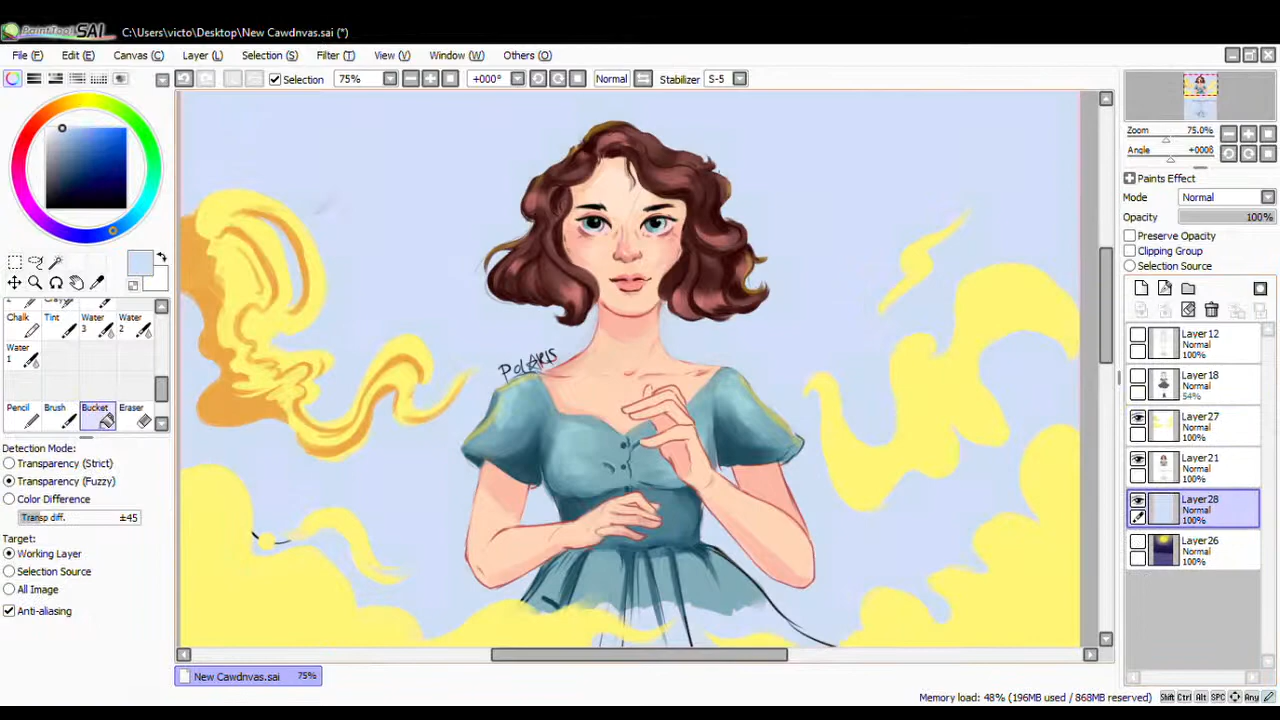 PaintTool SAI C:\Users\victo\Desktop\New Cawdnvas.sai (*)
File (F) Edit (E) Canvas (C) Layer (L) Selection (S) Filter (T) View (V) Window (W) Others (O)
Selection 75% +000° Normal Stabilizer S-5
Zoom 75.0%
Angle +0008
Paints Effect
Mode Normal
Opacity 100%
Preserve Opacity
Clipping Group
Selection Source
Chalk Tint Water 3 Water 2
Water 1
Pencil Brush Bucket Eraser
Detection Mode:
Transparency (Strict)
Transparency (Fuzzy)
Color Difference
Transp diff. ±45
Target:
Working Layer
Selection Source
All Image
Anti-aliasing
PolARIS
Layer12
Normal
100%
Layer18
Normal
54%
Layer27
Normal
100%
Layer21
Normal
100%
Layer28
Normal
100%
Layer26
Normal
100%
New Cawdnvas.sai 75%
Memory load: 48% (196MB used / 868MB reserved) Shift Ctrl Alt SPC Any